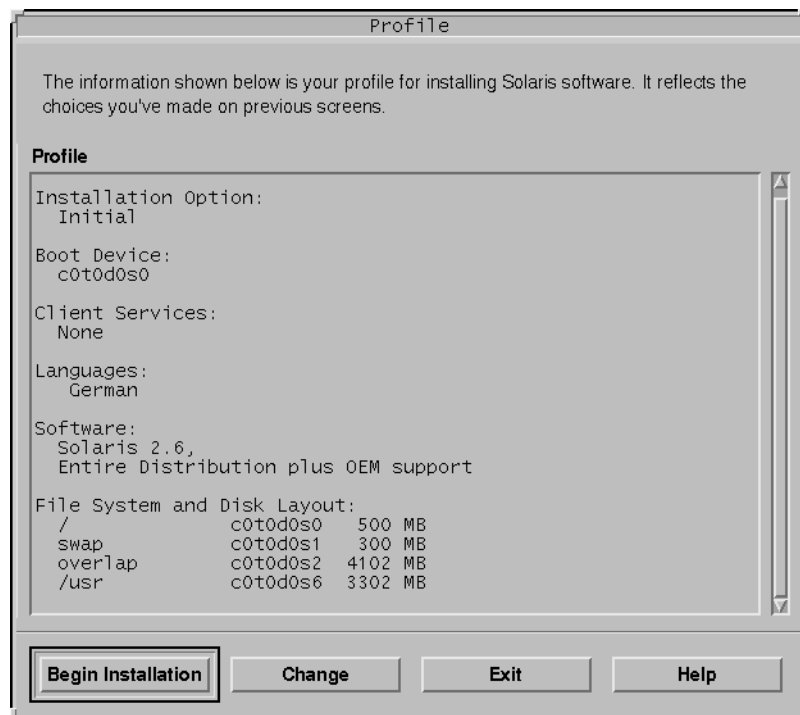 Profile
The information shown below is your profile for installing Solaris software. It reflects the
choices you've made on previous screens.
Profile
Installation Option:
Initial
Boot Device:
c0t0d0s0
Client Services:
None
Languages:
German
Software:
Solaris 2.6,
Entire Distribution plus OEM support
File System and Disk Layout:
/ c0t0d0s0 500 MB
swap c0t0d0s1 300 MB
overlap c0t0d0s2 4102 MB
/usr c0t0d0s6 3302 MB
Begin Installation Change Exit Help